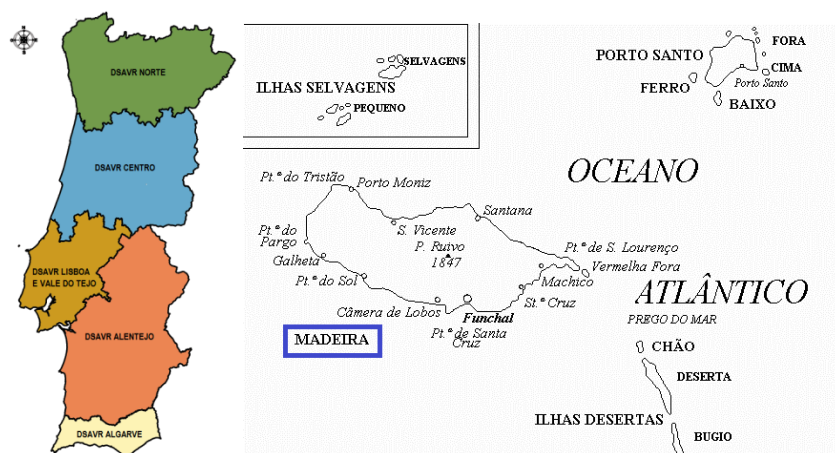 DSAVR NORTE
DSAVR CENTRO
DSAVR LISBOA
E VALE DO TEJO
DSAVR ALENTEJO
DSAVR ALGARVE
SELVAGENS
ILHAS SELVAGENS
PEQUENO
FORA
PORTO SANTO
CIMA
Porto Santo
FERRO
BAIXO
OCEANO
Pt.ª do Tristão
Porto Moniz
Santana
S. Vicente
Pt.ª do
Pargo
P. Ruivo
1847
Pt.ª de S. Lourenço
Galheta
Vermelha Fora
Pt.ª do Sol
Machico
ATLÂNTICO
St.ª Cruz
Câmera de Lobos
Funchal
PREGO DO MAR
Pt.ª de Santa
Cruz
MADEIRA
CHÃO
DESERTA
ILHAS DESERTAS
BUGIO